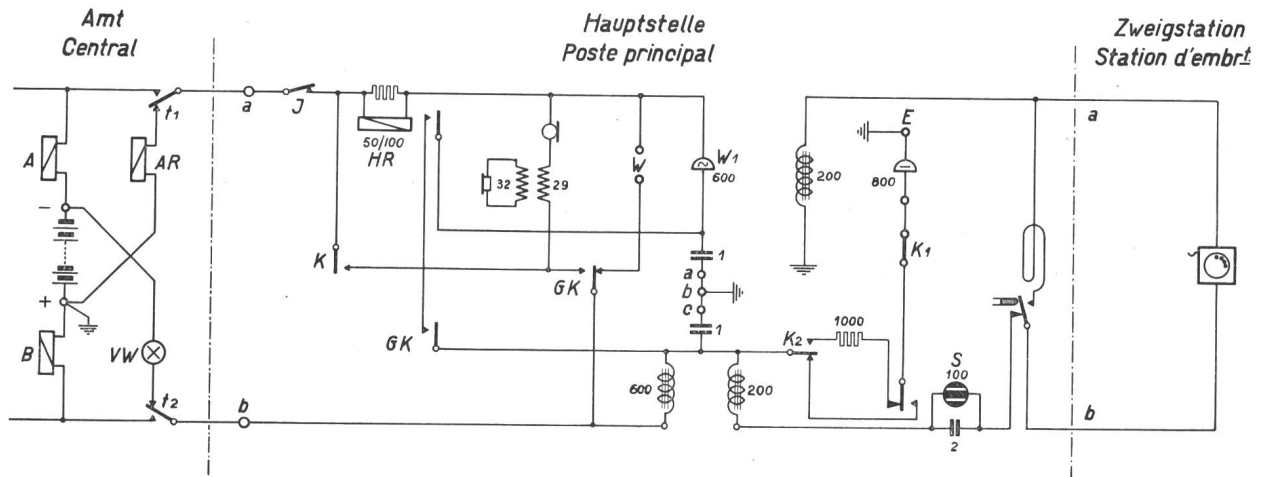 Amt
Central
Hauptstelle
Poste principal
Zweigstation
Station d'embrt
t1
a
J
a
E
A
AR
50/100
HR
W
W1
600
32
29
200
800
-
K
K1
1
a
b
c
GK
+
1
1000
B
VW
GK
K2
S
100
t2
600
200
b
b
2